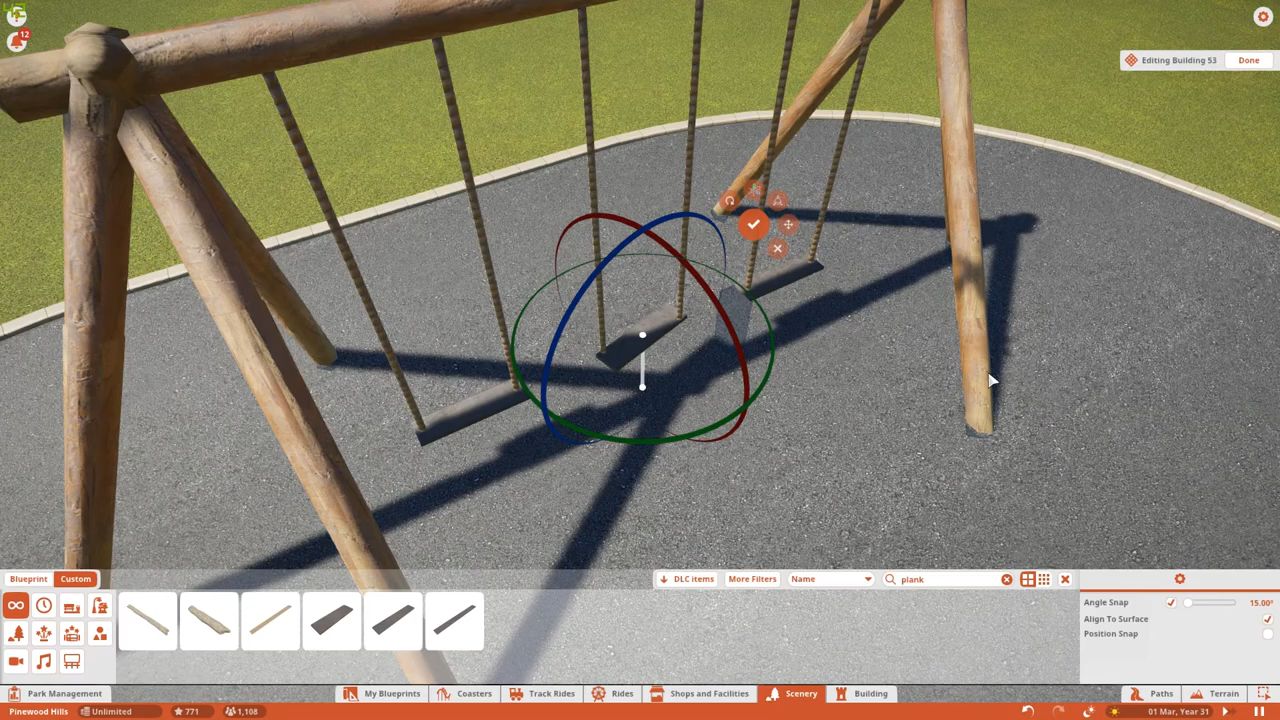 12
Editing Building 53 Done
Blueprint Custom
DLC items More Filters Name plank
Angle Snap 15.00°
Align To Surface
Position Snap
Park Management My Blueprints Coasters Track Rides Rides Shops and Facilities Scenery Building Paths Terrain
Pinewood Hills Unlimited 771 1,108 01 Mar, Year 31